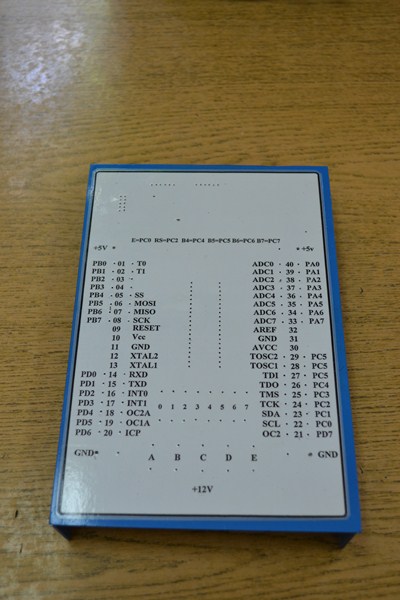 E=PC0 RS=PC2 B4=PC4 B5=PC5 B6=PC6 B7=PC7
+5V * * +5v
PB0 · 01 · T0 ADC0 · 40 · PA0
PB1 · 02 · T1 ADC1 · 39 · PA1
PB2 · 03 · ADC2 · 38 · PA2
PB3 · 04 · ADC3 · 37 · PA3
PB4 · 05 · SS ADC4 · 36 · PA4
PB5 · 06 · MOSI ADC5 · 35 · PA5
PB6 · 07 · MISO ADC6 · 34 · PA6
PB7 · 08 · SCK ADC7 · 33 · PA7
09 RESET AREF 32
10 Vcc GND 31
11 GND AVCC 30
12 XTAL2 TOSC2 · 29 · PC5
13 XTAL1 TOSC1 · 28 · PC5
PD0 · 14 · RXD TDI · 27 · PC5
PD1 · 15 · TXD TDO · 26 · PC4
PD2 · 16 · INT0 TMS · 25 · PC3
PD3 · 17 · INT1 0 1 2 3 4 5 6 7 TCK · 24 · PC2
PD4 · 18 · OC2A SDA · 23 · PC1
PD5 · 19 · OC1A SCL · 22 · PC0
PD6 · 20 · ICP OC2 · 21 · PD7
GND* * GND
A B C D E
+12V